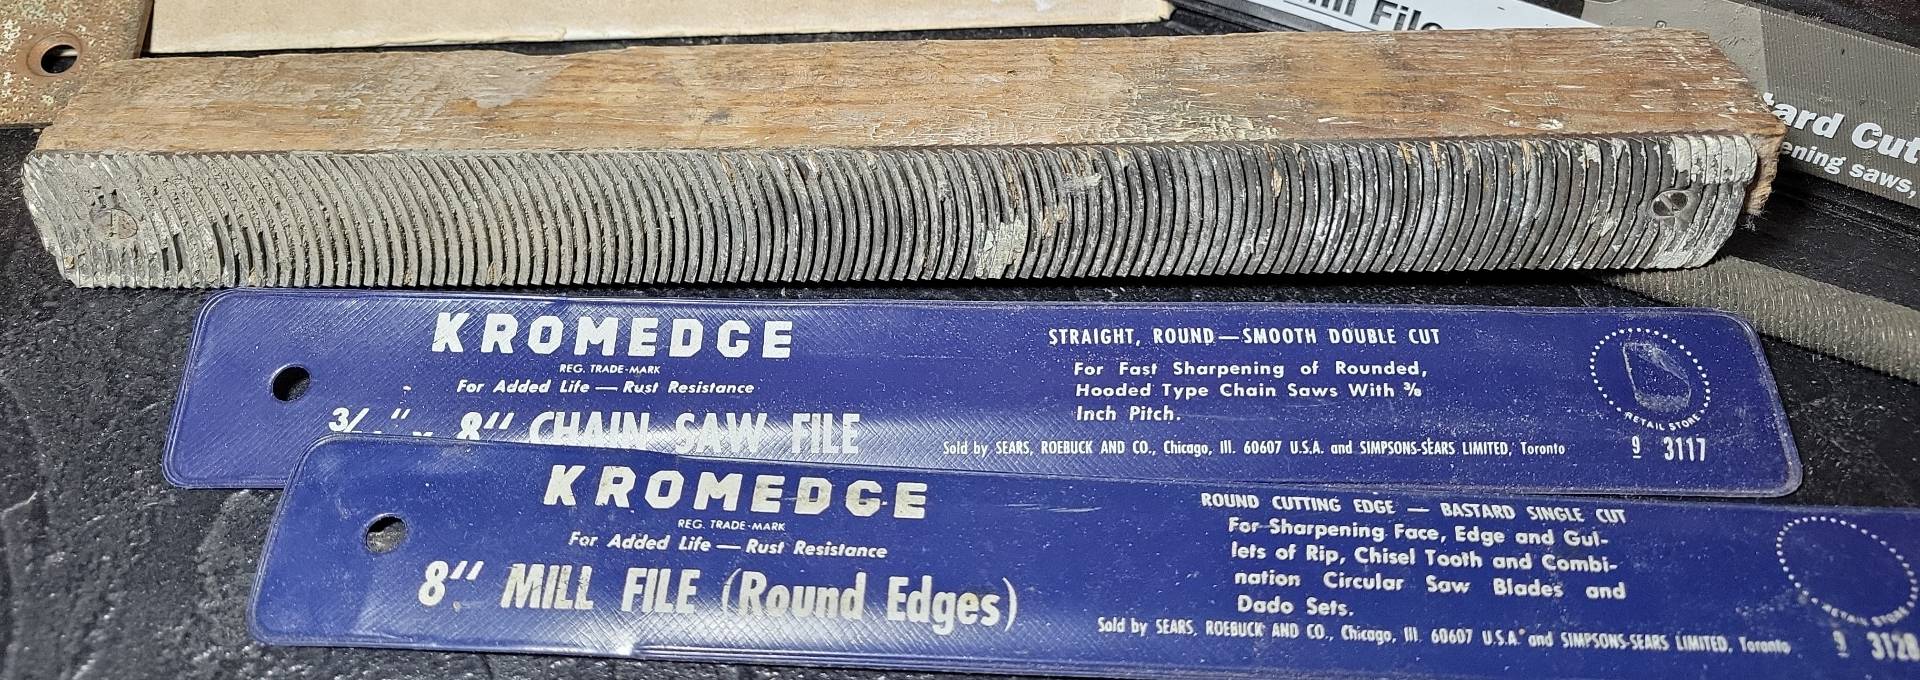 Mill File
ard Cut
ening saws,
KROMEDGE
REG. TRADE-MARK
For Added Life — Rust Resistance
8" CHAIN SAW FILE
STRAIGHT, ROUND — SMOOTH DOUBLE CUT
For Fast Sharpening of Rounded,
Hooded Type Chain Saws With ⅜
Inch Pitch.
Sold by SEARS, ROEBUCK AND CO., Chicago, Ill. 60607 U.S.A. and SIMPSONS-SEARS LIMITED, Toronto
RETAIL STORE
9 3117
KROMEDGE
REG. TRADE-MARK
For Added Life — Rust Resistance
8" MILL FILE (Round Edges)
ROUND CUTTING EDGE — BASTARD SINGLE CUT
For Sharpening Face, Edge and Gul-
lets of Rip, Chisel Tooth and Combi-
nation Circular Saw Blades and
Dado Sets.
Sold by SEARS, ROEBUCK AND CO., Chicago, Ill. 60607 U.S.A. and SIMPSONS-SEARS LIMITED, Toronto
RETAIL STORE
9 3128